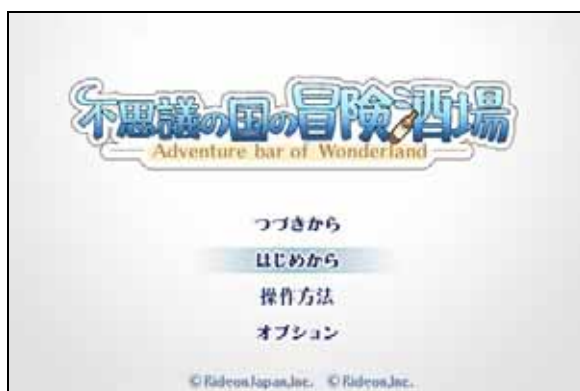 不思議の国の冒険酒場
Adventure bar of Wonderland
つづきから
はじめから
操作方法
オプション
©RideonJapan,Inc. ©Rideon,Inc.